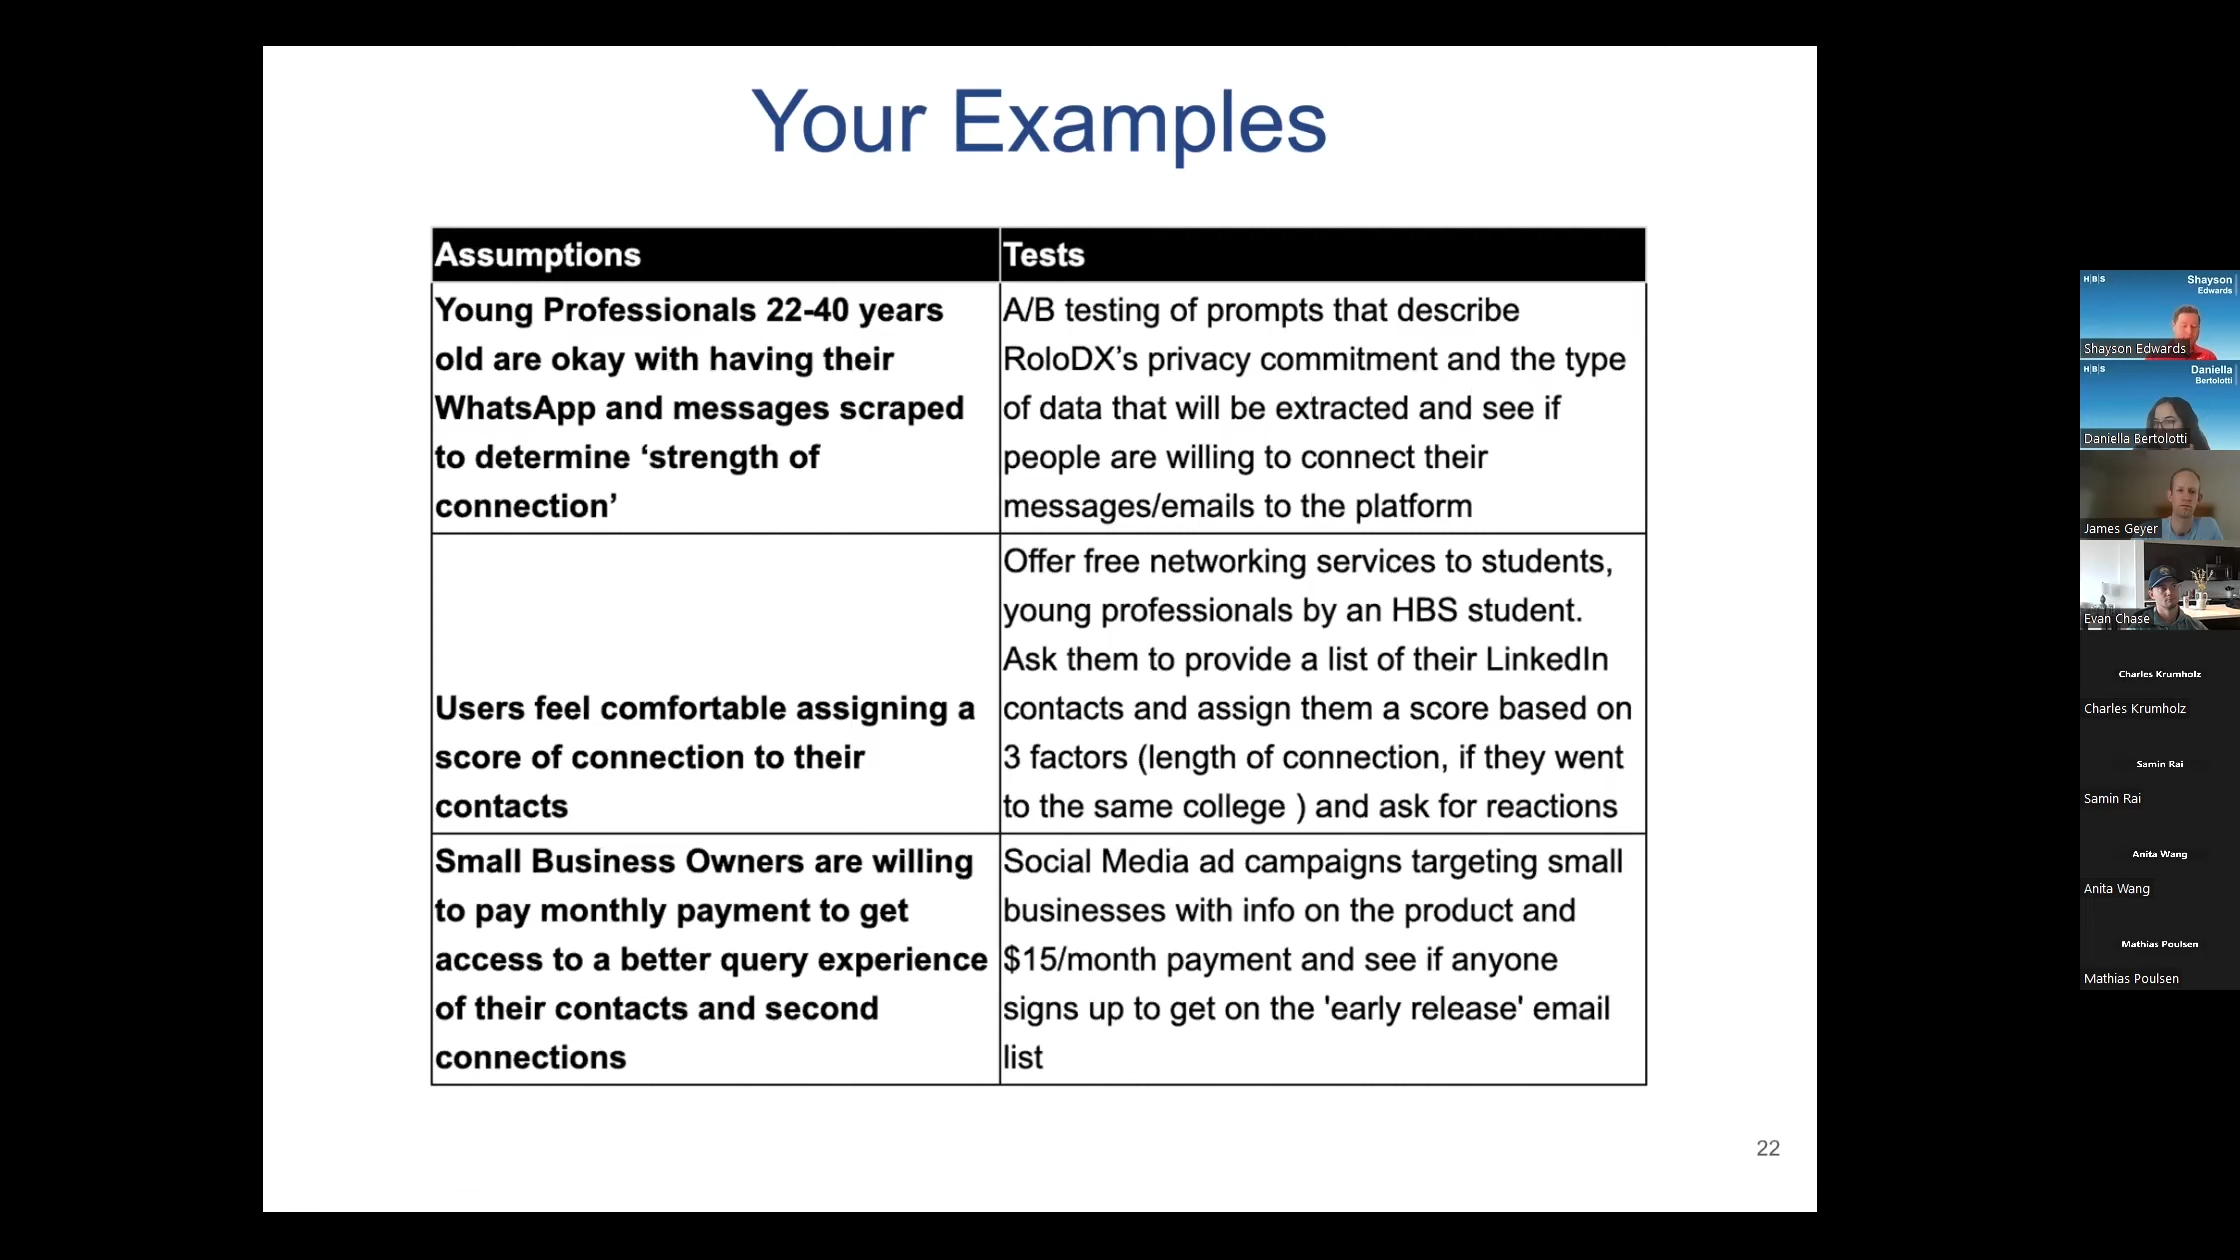 Your Examples
Assumptions
Tests
Young Professionals 22-40 years
old are okay with having their
WhatsApp and messages scraped
to determine ‘strength of
connection’
A/B testing of prompts that describe
RoloDX’s privacy commitment and the type
of data that will be extracted and see if
people are willing to connect their
messages/emails to the platform
Users feel comfortable assigning a
score of connection to their
contacts
Offer free networking services to students,
young professionals by an HBS student.
Ask them to provide a list of their LinkedIn
contacts and assign them a score based on
3 factors (length of connection, if they went
to the same college ) and ask for reactions
Small Business Owners are willing
to pay monthly payment to get
access to a better query experience
of their contacts and second
connections
Social Media ad campaigns targeting small
businesses with info on the product and
$15/month payment and see if anyone
signs up to get on the 'early release' email
list
22
H|B|S
Shayson
Edwards
Shayson Edwards
H|B|S
Daniella
Bertolotti
Daniella Bertolotti
James Geyer
Evan Chase
Charles Krumholz
Charles Krumholz
Samin Rai
Samin Rai
Anita Wang
Anita Wang
Mathias Poulsen
Mathias Poulsen